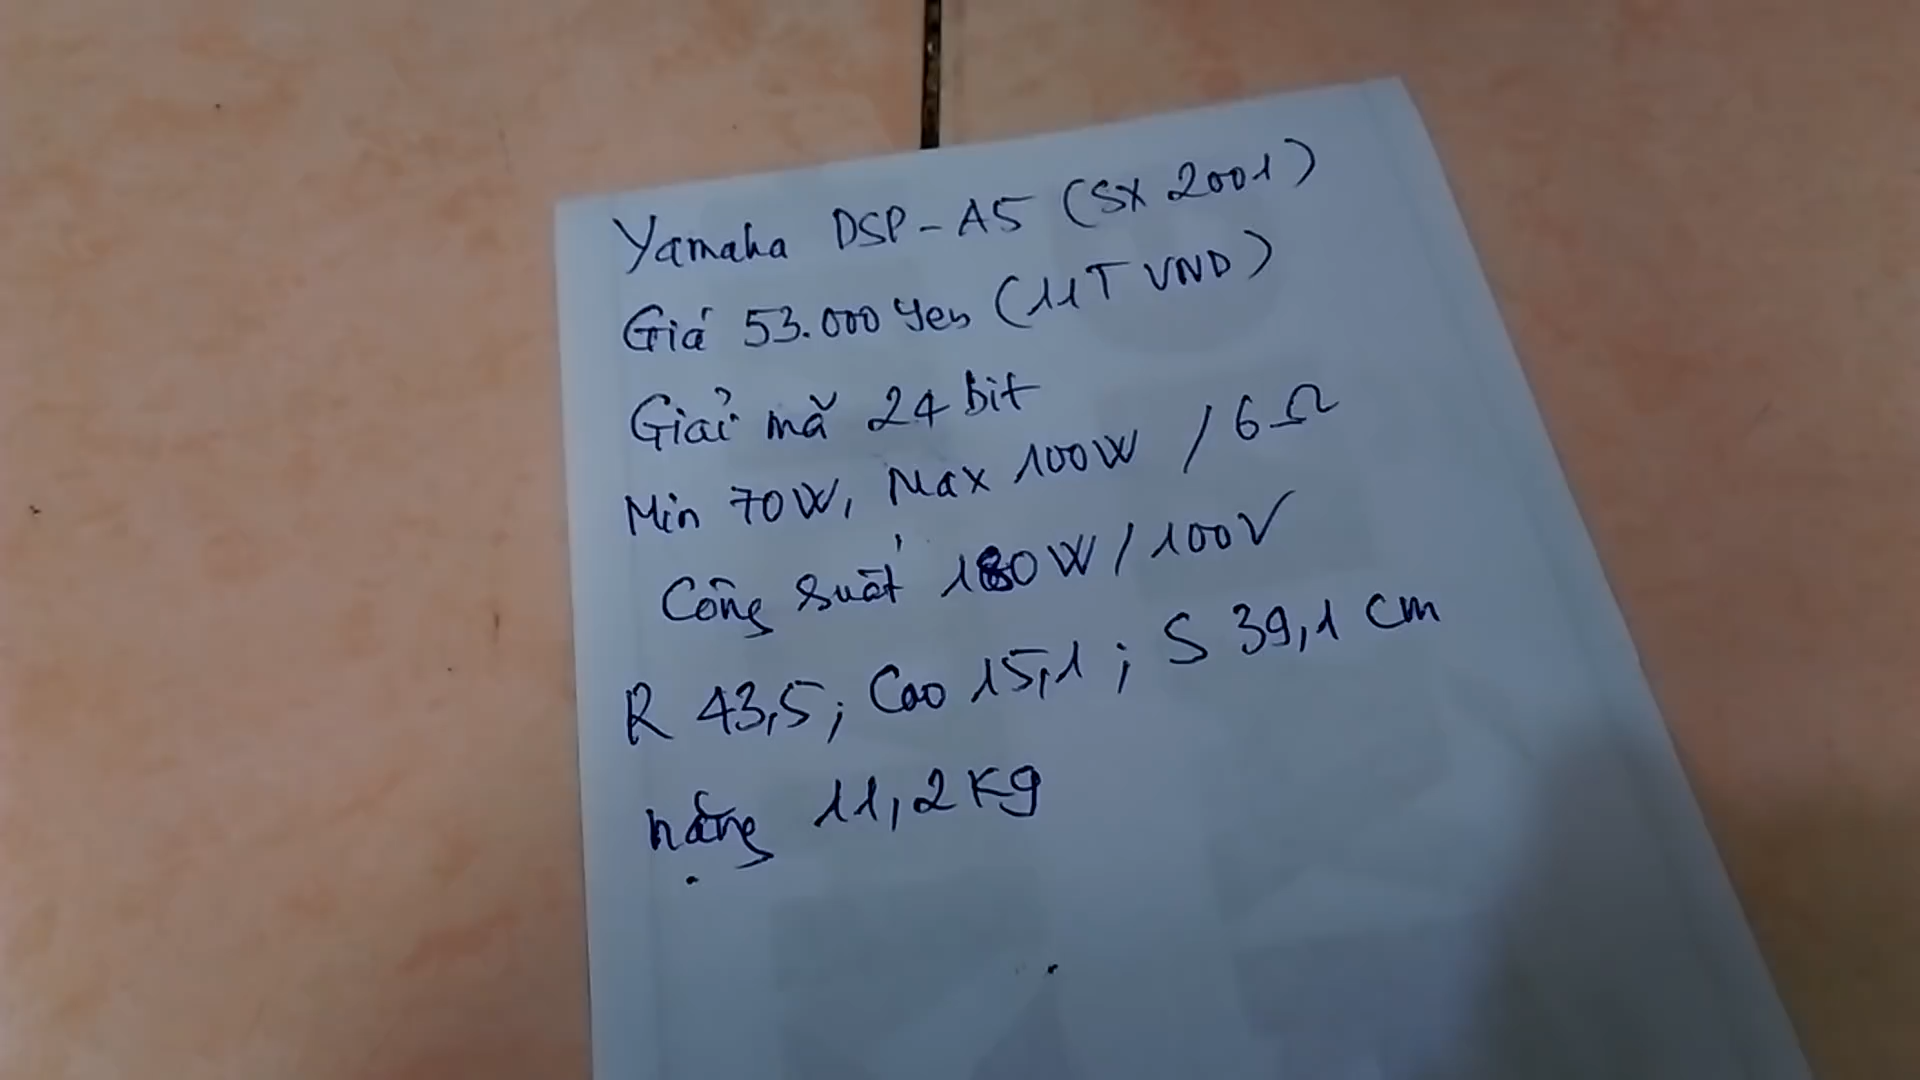 Yamaha DSP-A5 (SX 2001)
Giá 53.000 Yen (11T VND)
Giải mã 24 bit
Min 70W, Max 100W / 6Ω
Công suất 180W/100V
R 43,5; Cao 15,1; S 39,1 cm
nặng 11,2 Kg